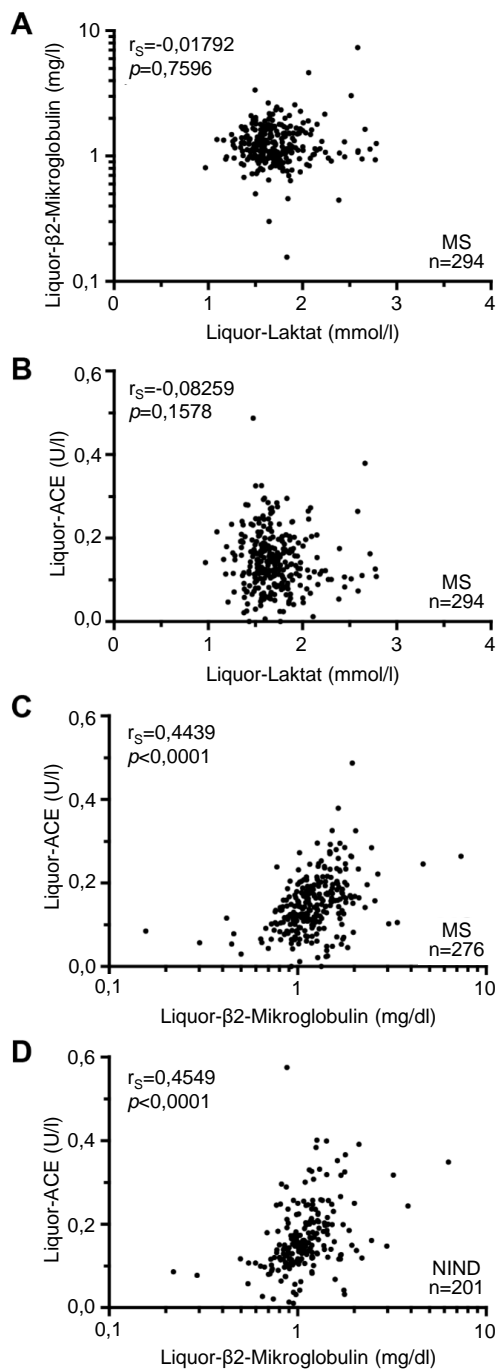 A
Liquor-β2-Mikroglobulin (mg/l)
10
1
0,1
rS=-0,01792
p=0,7596
MS
n=294
0 1 2 3 4
Liquor-Laktat (mmol/l)
B
Liquor-ACE (U/l)
0,6
0,4
0,2
0,0
rS=-0,08259
p=0,1578
MS
n=294
0 1 2 3 4
Liquor-Laktat (mmol/l)
C
Liquor-ACE (U/l)
0,6
0,4
0,2
0,0
rS=0,4439
p<0,0001
MS
n=276
0,1 1 10
Liquor-β2-Mikroglobulin (mg/dl)
D
Liquor-ACE (U/l)
0,6
0,4
0,2
0,0
rS=0,4549
p<0,0001
NIND
n=201
0,1 1 10
Liquor-β2-Mikroglobulin (mg/dl)